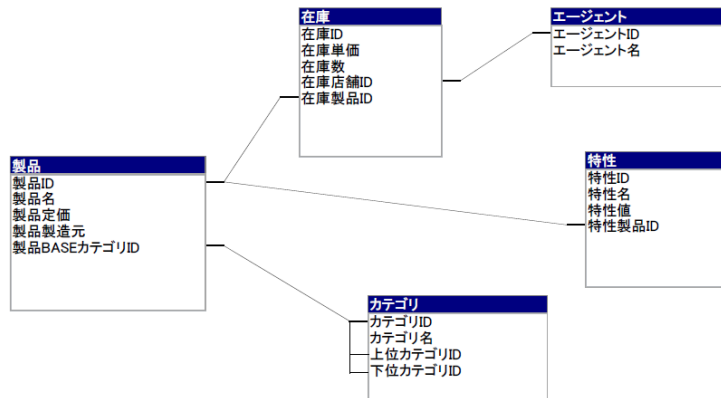 在庫
在庫ID
在庫単価
在庫数
在庫店舗ID
在庫製品ID
エージェント
エージェントID
エージェント名
製品
製品ID
製品名
製品定価
製品製造元
製品BASEカテゴリID
特性
特性ID
特性名
特性値
特性製品ID
カテゴリ
カテゴリID
カテゴリ名
上位カテゴリID
下位カテゴリID